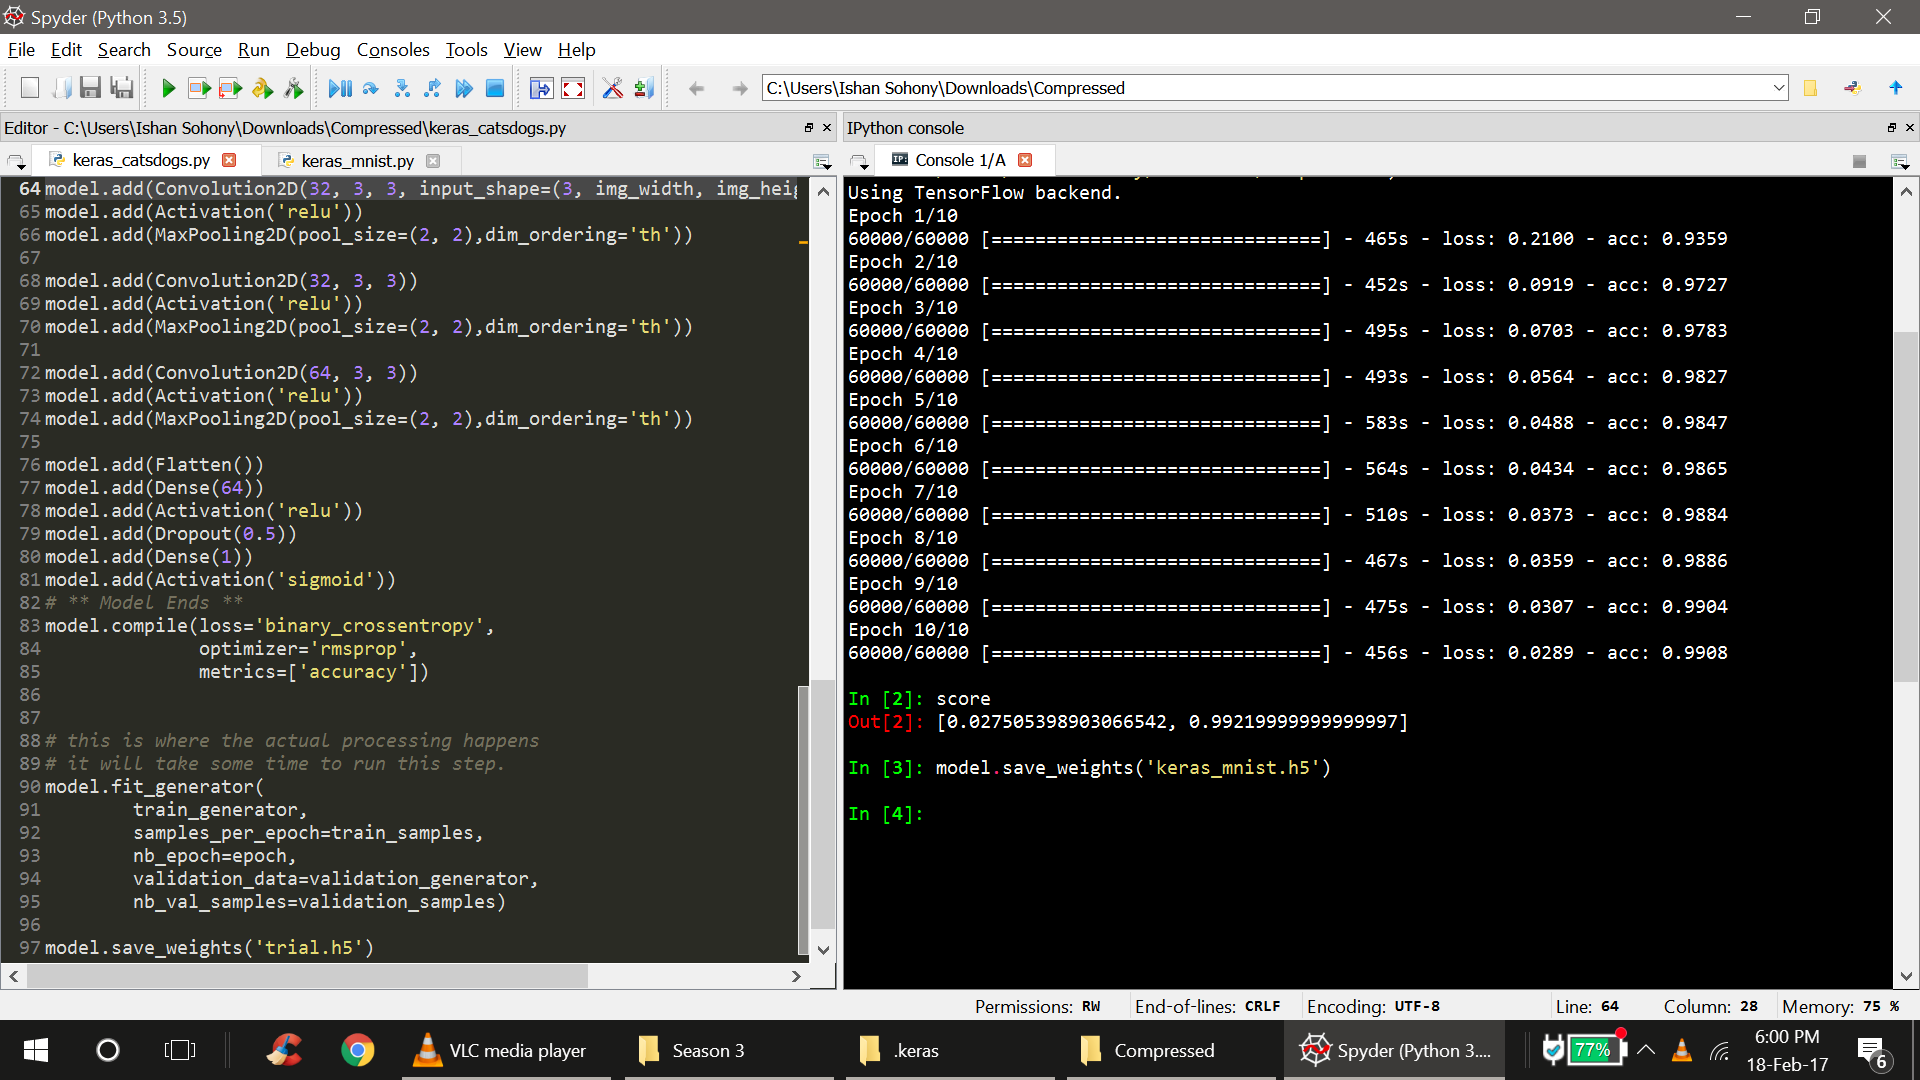 Spyder (Python 3.5)
File Edit Search Source Run Debug Consoles Tools View Help
C:\Users\Ishan Sohony\Downloads\Compressed
Editor - C:\Users\Ishan Sohony\Downloads\Compressed\keras_catsdogs.py
keras_catsdogs.py keras_mnist.py
64 model.add(Convolution2D(32, 3, 3, input_shape=(3, img_width, img_heig
65 model.add(Activation('relu'))
66 model.add(MaxPooling2D(pool_size=(2, 2),dim_ordering='th'))
67
68 model.add(Convolution2D(32, 3, 3))
69 model.add(Activation('relu'))
70 model.add(MaxPooling2D(pool_size=(2, 2),dim_ordering='th'))
71
72 model.add(Convolution2D(64, 3, 3))
73 model.add(Activation('relu'))
74 model.add(MaxPooling2D(pool_size=(2, 2),dim_ordering='th'))
75
76 model.add(Flatten())
77 model.add(Dense(64))
78 model.add(Activation('relu'))
79 model.add(Dropout(0.5))
80 model.add(Dense(1))
81 model.add(Activation('sigmoid'))
82 # ** Model Ends **
83 model.compile(loss='binary_crossentropy',
84 optimizer='rmsprop',
85 metrics=['accuracy'])
86
87
88 # this is where the actual processing happens
89 # it will take some time to run this step.
90 model.fit_generator(
91 train_generator,
92 samples_per_epoch=train_samples,
93 nb_epoch=epoch,
94 validation_data=validation_generator,
95 nb_val_samples=validation_samples)
96
97 model.save_weights('trial.h5')
IPython console
IP: Console 1/A
Using TensorFlow backend.
Epoch 1/10
60000/60000 [==============================] - 465s - loss: 0.2100 - acc: 0.9359
Epoch 2/10
60000/60000 [==============================] - 452s - loss: 0.0919 - acc: 0.9727
Epoch 3/10
60000/60000 [==============================] - 495s - loss: 0.0703 - acc: 0.9783
Epoch 4/10
60000/60000 [==============================] - 493s - loss: 0.0564 - acc: 0.9827
Epoch 5/10
60000/60000 [==============================] - 583s - loss: 0.0488 - acc: 0.9847
Epoch 6/10
60000/60000 [==============================] - 564s - loss: 0.0434 - acc: 0.9865
Epoch 7/10
60000/60000 [==============================] - 510s - loss: 0.0373 - acc: 0.9884
Epoch 8/10
60000/60000 [==============================] - 467s - loss: 0.0359 - acc: 0.9886
Epoch 9/10
60000/60000 [==============================] - 475s - loss: 0.0307 - acc: 0.9904
Epoch 10/10
60000/60000 [==============================] - 456s - loss: 0.0289 - acc: 0.9908
In [2]: score
Out[2]: [0.027505398903066542, 0.99219999999999997]
In [3]: model.save_weights('keras_mnist.h5')
In [4]:
Permissions: RW End-of-lines: CRLF Encoding: UTF-8 Line: 64 Column: 28 Memory: 75 %
VLC media player Season 3 .keras Compressed Spyder (Python 3.... 77% 6:00 PM
18-Feb-17 6